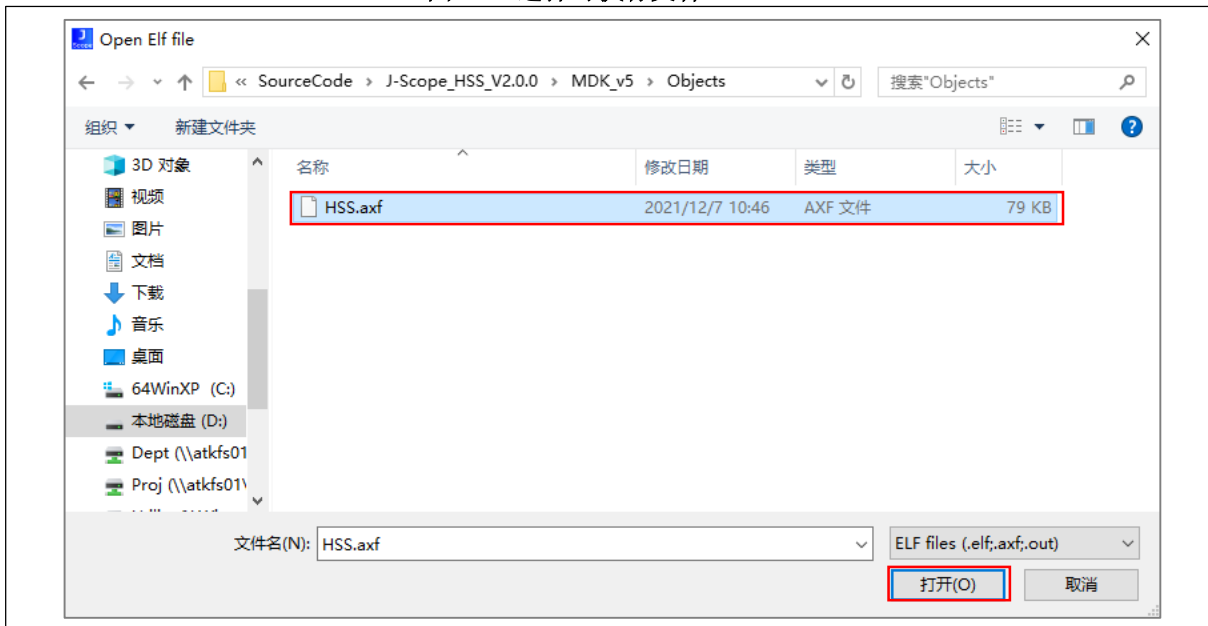 Open Elf file
« SourceCode › J-Scope_HSS_V2.0.0 › MDK_v5 › Objects 搜索"Objects"
组织 新建文件夹
名称 修改日期 类型 大小
HSS.axf 2021/12/7 10:46 AXF 文件 79 KB
3D 对象
视频
图片
文档
下载
音乐
桌面
64WinXP (C:)
本地磁盘 (D:)
Dept (\\atkfs01
Proj (\\atkfs01\
文件名(N): HSS.axf ELF files (.elf;.axf;.out)
打开(O) 取消